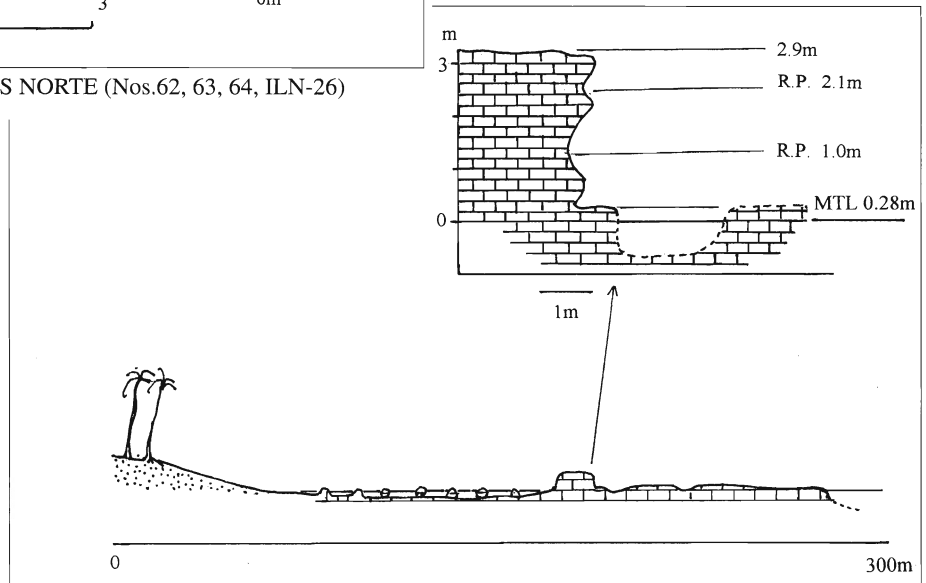 3
0m
S NORTE (Nos.62, 63, 64, ILN-26)
m
3
2.9m
R.P. 2.1m
R.P. 1.0m
MTL 0.28m
0
1m
0
300m